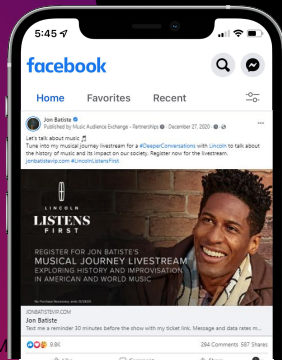 5:45
facebook
Home Favorites Recent
Jon Batiste
Published by Music Audience Exchange - Partnerships · December 27, 2020 ·
Let's talk about music
Tune into my musical journey livestream for a #DeeperConversations with Lincoln to talk about
the history of music and its impact on our society. Register now for the livestream.
jonbatistevip.com #LincolnListensFirst
LINCOLN
LISTENS
FIRST
REGISTER FOR JON BATISTE'S
MUSICAL JOURNEY LIVESTREAM
EXPLORING HISTORY AND IMPROVISATION
IN AMERICAN AND WORLD MUSIC
JONBATISTEVIP.COM
Jon Batiste
Text me a reminder 30 minutes before the show with my ticket link. Message and data rates m...
9.8K
284 Comments 587 Shares